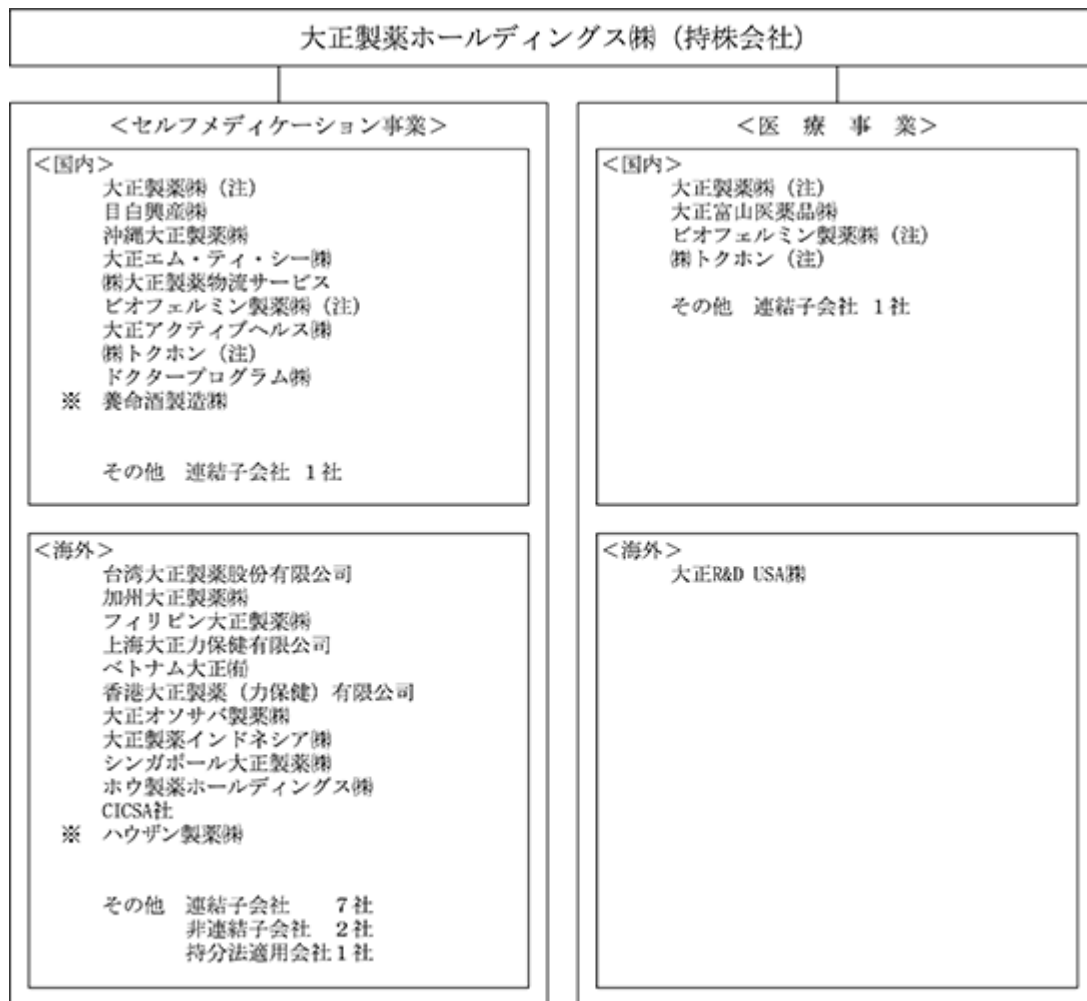 大正製薬ホールディングス㈱（持株会社）
＜セルフメディケーション事業＞
＜国内＞
大正製薬㈱（注）
目白興産㈱
沖縄大正製薬㈱
大正エム・ティ・シー㈱
㈱大正製薬物流サービス
ビオフェルミン製薬㈱（注）
大正アクティブヘルス㈱
㈱トクホン（注）
ドクタープログラム㈱
※ 養命酒製造㈱
その他 連結子会社 1社
＜海外＞
台湾大正製薬股份有限公司
加州大正製薬㈱
フィリピン大正製薬㈱
上海大正力保健有限公司
ベトナム大正㈲
香港大正製薬（力保健）有限公司
大正オソサパ製薬㈱
大正製薬インドネシア㈱
シンガポール大正製薬㈱
ホウ製薬ホールディングス㈱
CICSA社
※ ハウザン製薬㈱
その他 連結子会社 7社
非連結子会社 2社
持分法適用会社1社
＜医 療 事 業＞
＜国内＞
大正製薬㈱（注）
大正富山医薬品㈱
ビオフェルミン製薬㈱（注）
㈱トクホン（注）
その他 連結子会社 1社
＜海外＞
大正R&D USA㈱